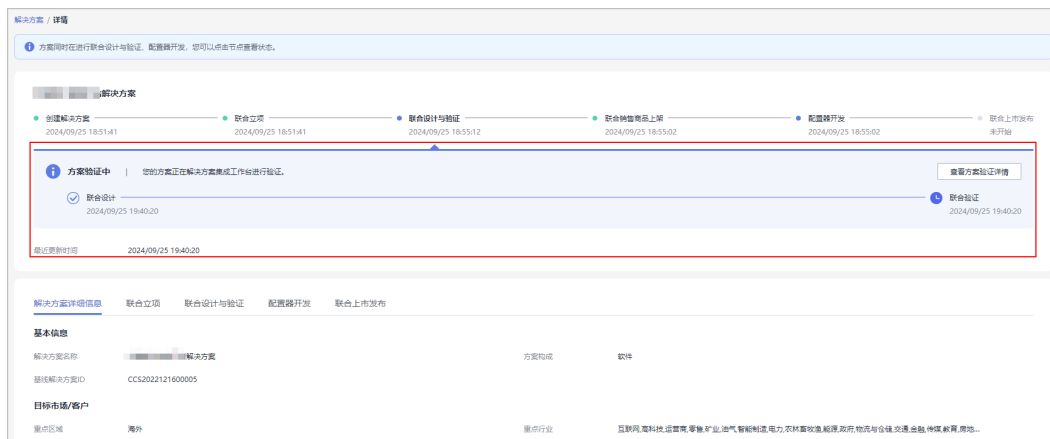 解决方案 / 详情
方案同时在进行联合设计与验证、配置器开发，您可以点击节点查看状态。
解决方案
创建解决方案 联合立项 联合设计与验证 联合销售商品上架 配置器开发 联合上市发布
2024/09/25 18:51:41 2024/09/25 18:51:41 2024/09/25 18:55:12 2024/09/25 18:55:02 2024/09/25 18:55:02 未开始
方案验证中 | 您的方案正在解决方案集成工作台进行验证。 查看方案验证详情
联合设计 联合验证
2024/09/25 19:40:20 2024/09/25 19:40:20
最近更新时间 2024/09/25 19:40:20
解决方案详细信息 联合立项 联合设计与验证 配置器开发 联合上市发布
基本信息
解决方案名称 解决方案 方案构成 软件
基线解决方案ID CCS2022121600005
目标市场/客户
重点区域 海外 重点行业 互联网,高科技,运营商,零售,矿业,油气,智能制造,电力,农林畜牧渔,能源,政府,物流与仓储,交通,金融,传媒,教育,房地...